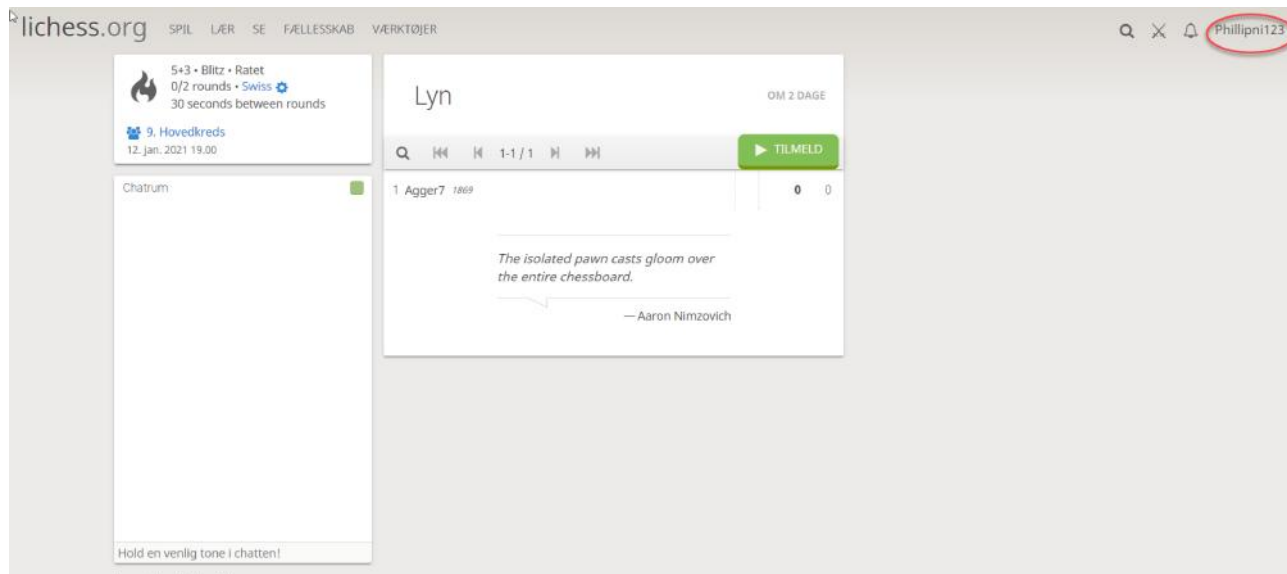 lichess.org SPIL LÆR SE FÆLLESSKAB VÆRKTØJER
Phillipni123
5+3 • Blitz • Ratet
0/2 rounds • Swiss
30 seconds between rounds
9. Hovedkreds
12. jan. 2021 19.00
Chatrum
Hold en venlig tone i chatten!
Lyn
OM 2 DAGE
1-1 / 1
TILMELD
1 Agger7 1869 0 0
The isolated pawn casts gloom over
the entire chessboard.
— Aaron Nimzovich